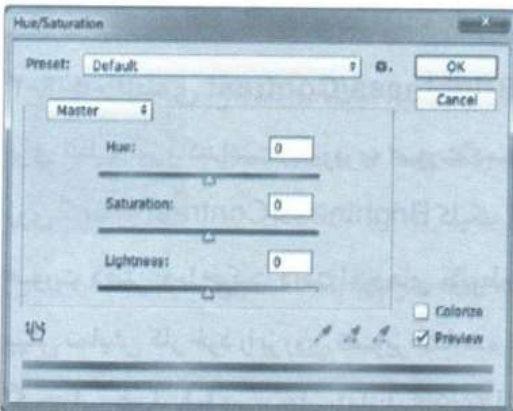 Hue/Saturation
Preset: Default
OK
Cancel
Master
Hue: 0
Saturation: 0
Lightness: 0
Colorize
Preview